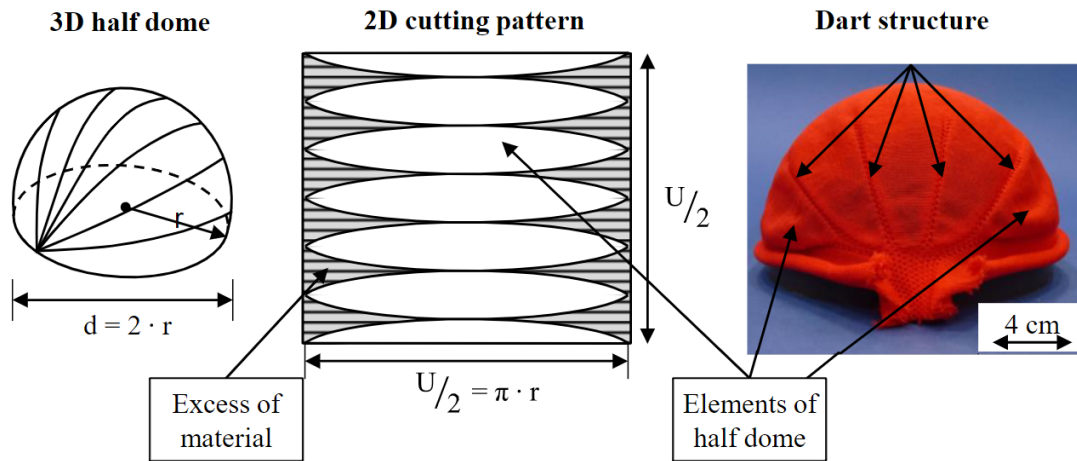 3D half dome
2D cutting pattern
Dart structure
r
d = 2 · r
U/2
U/2 = π · r
4 cm
Excess of
material
Elements of
half dome